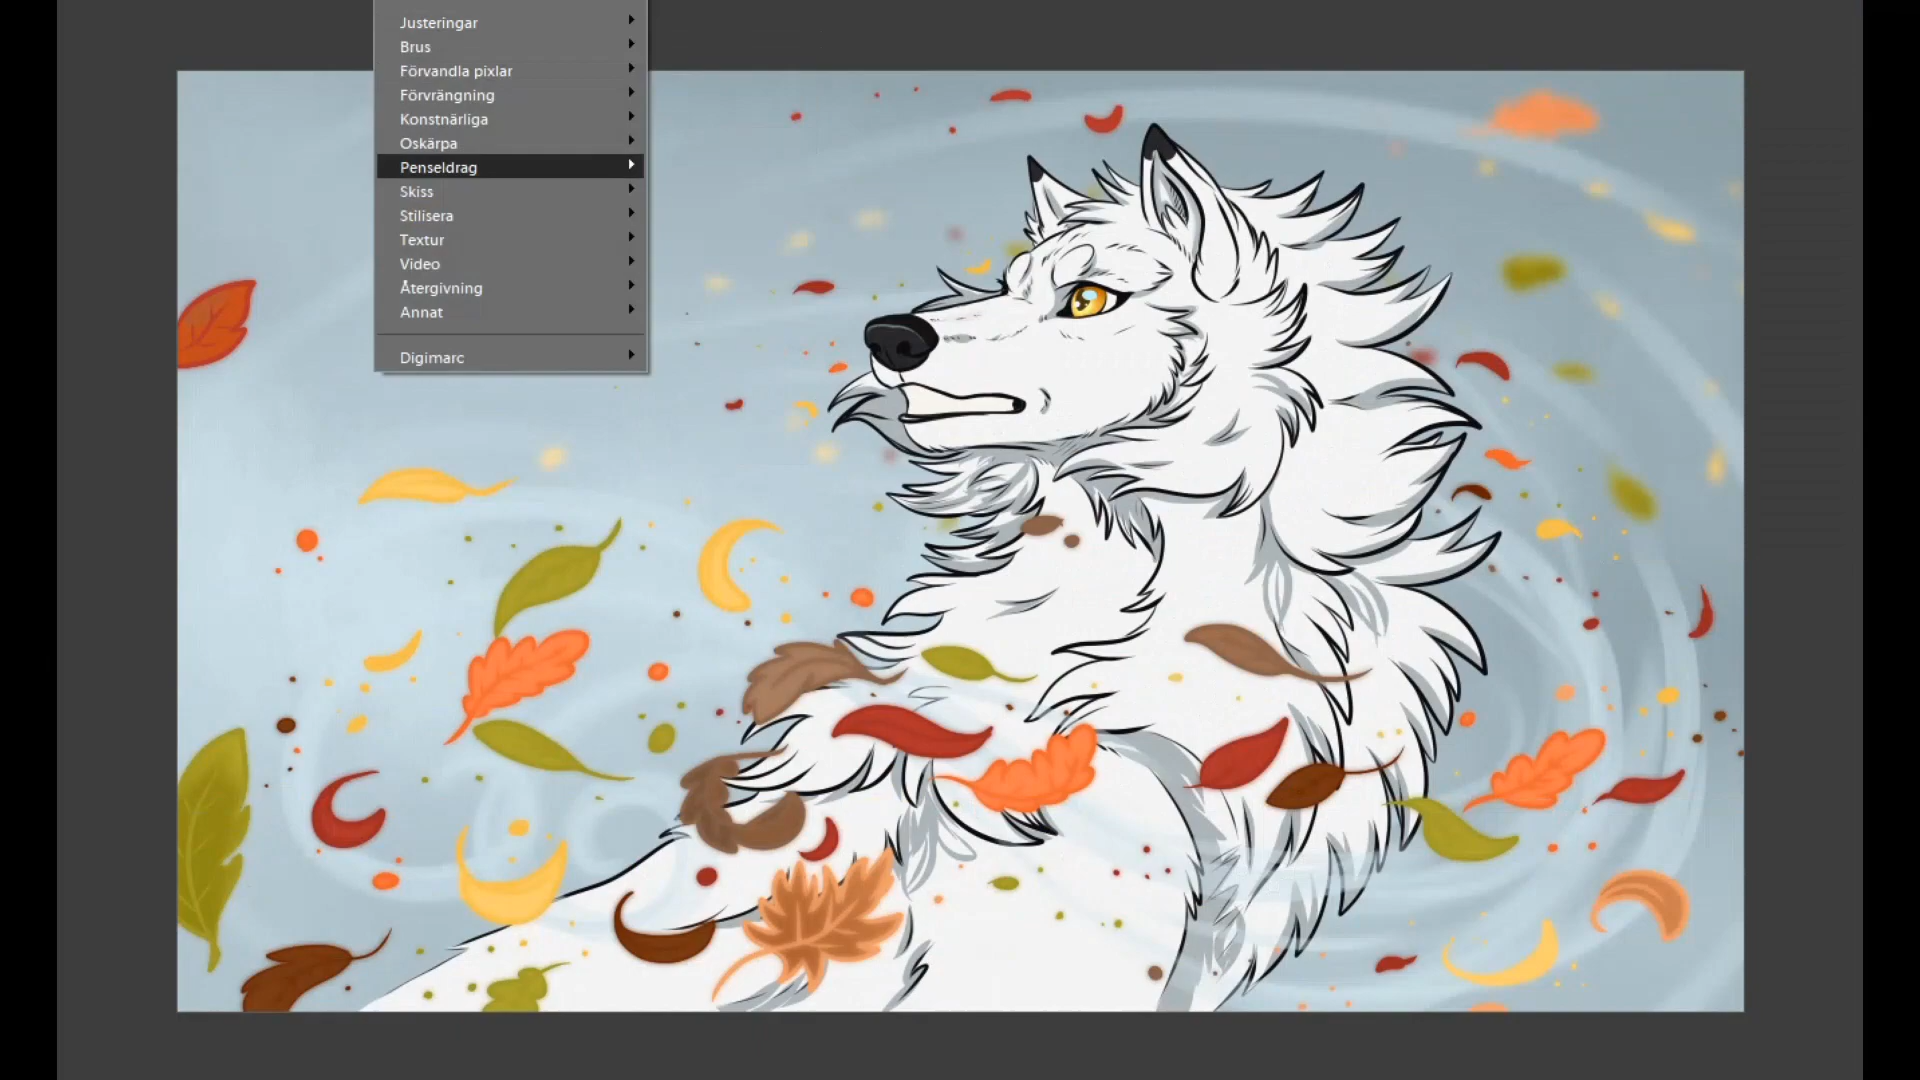 Justeringar
Brus
Förvandla pixlar
Förvrängning
Konstnärliga
Oskärpa
Penseldrag
Skiss
Stilisera
Textur
Video
Återgivning
Annat
Digimarc